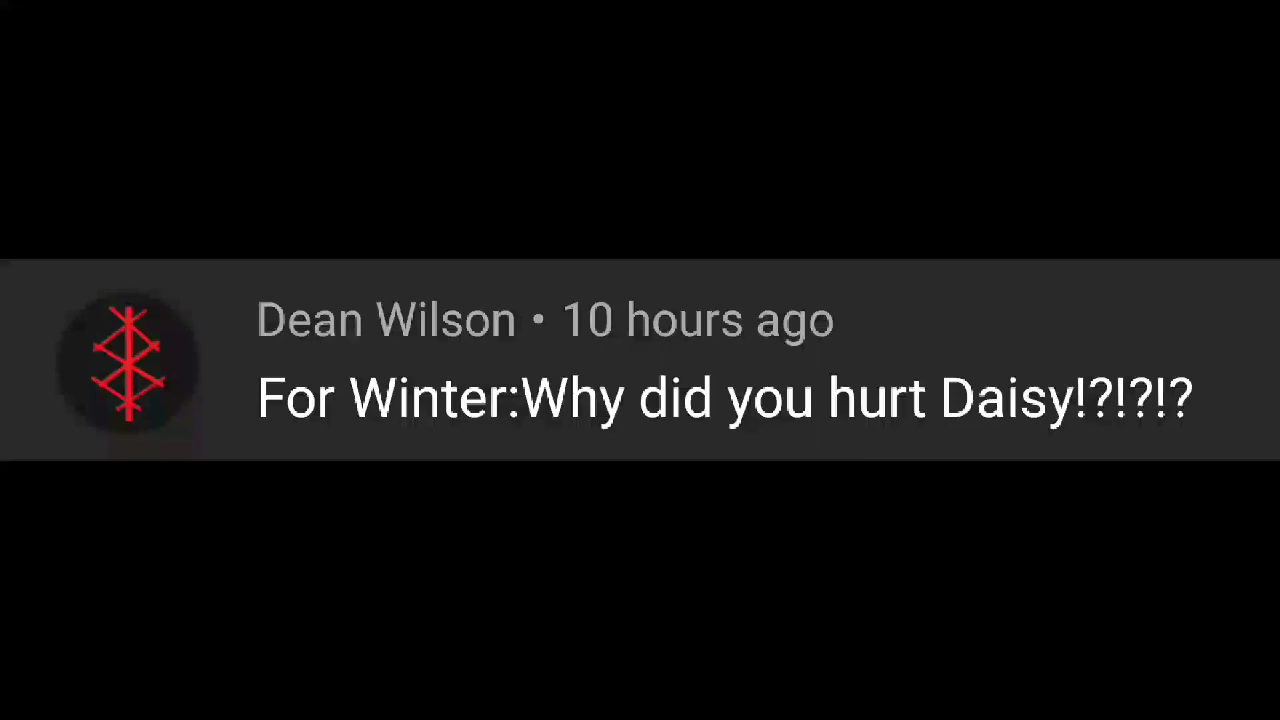 Dean Wilson • 10 hours ago
For Winter:Why did you hurt Daisy!?!?!?